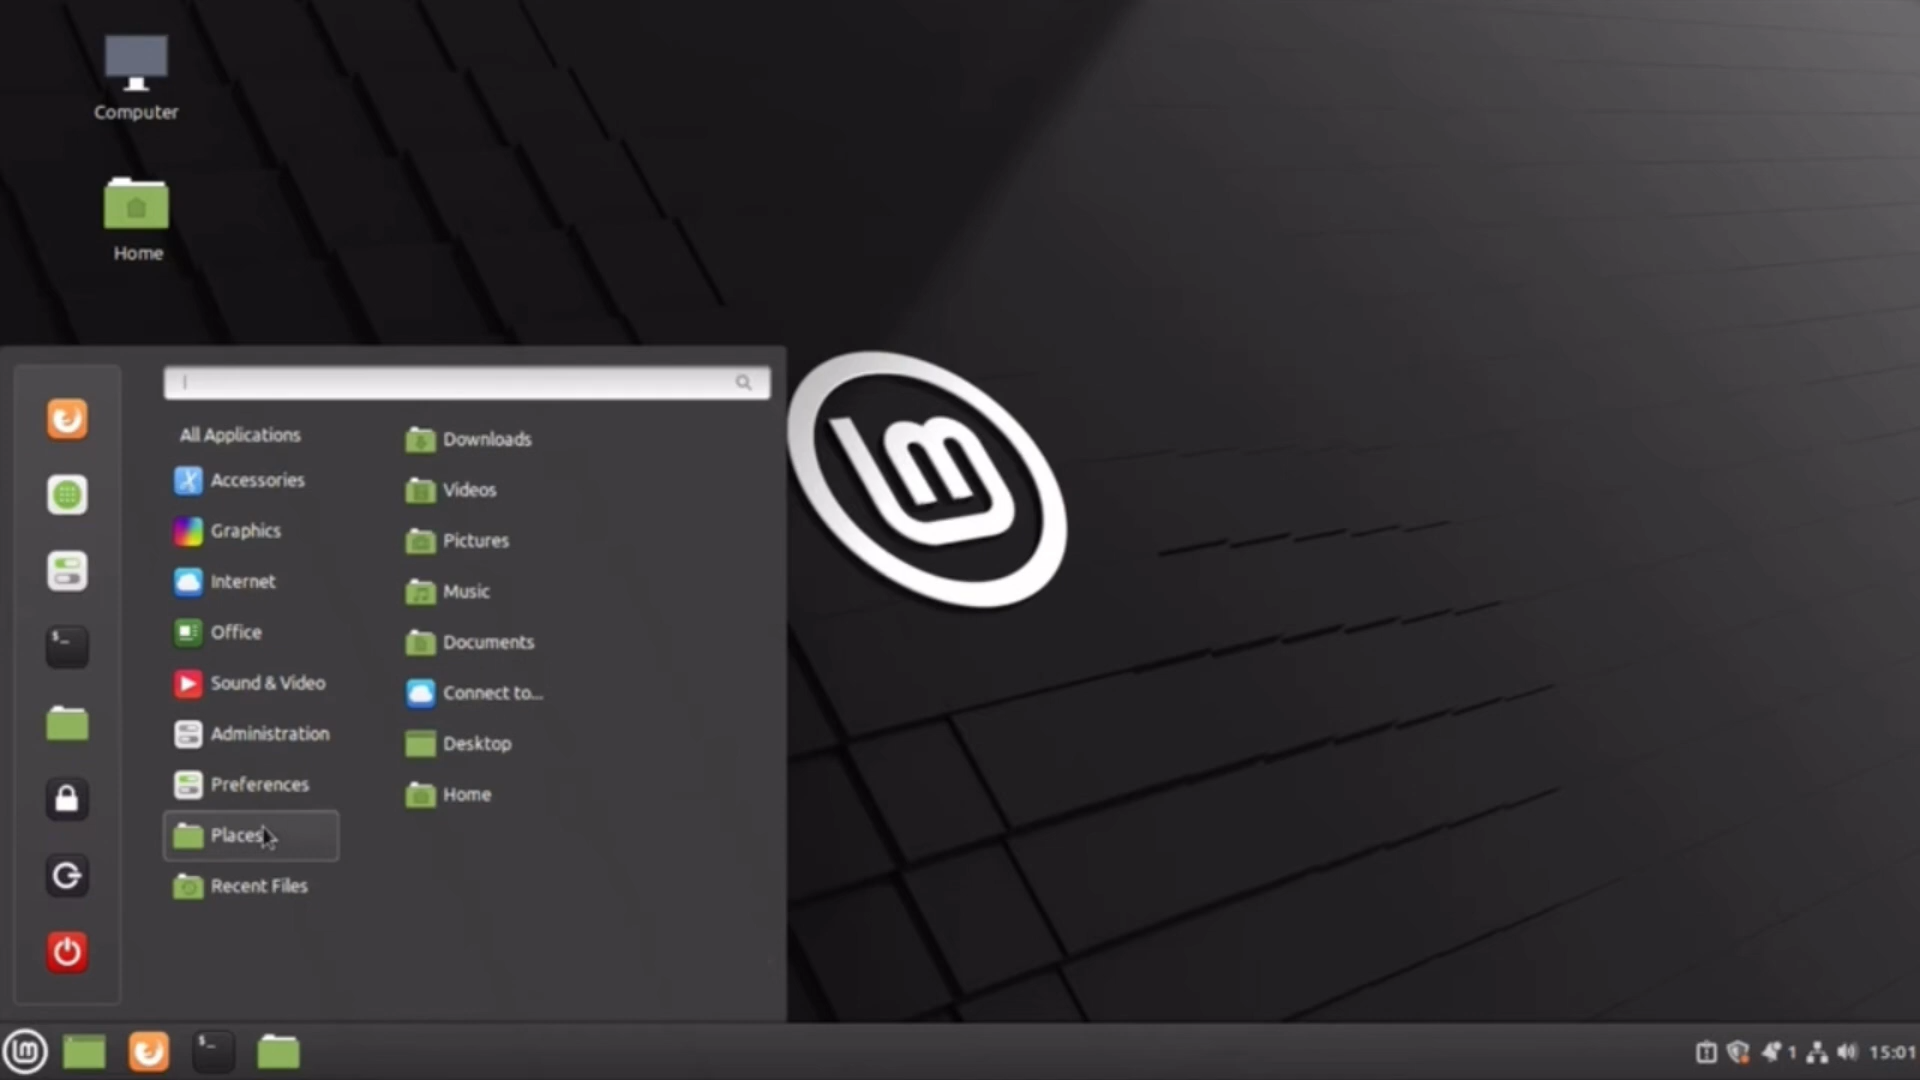 Computer
Home
All Applications
Accessories
Graphics
Internet
Office
Sound & Video
Administration
Preferences
Places
Recent Files
Downloads
Videos
Pictures
Music
Documents
Connect to...
Desktop
Home
$_
$_
1
15:01